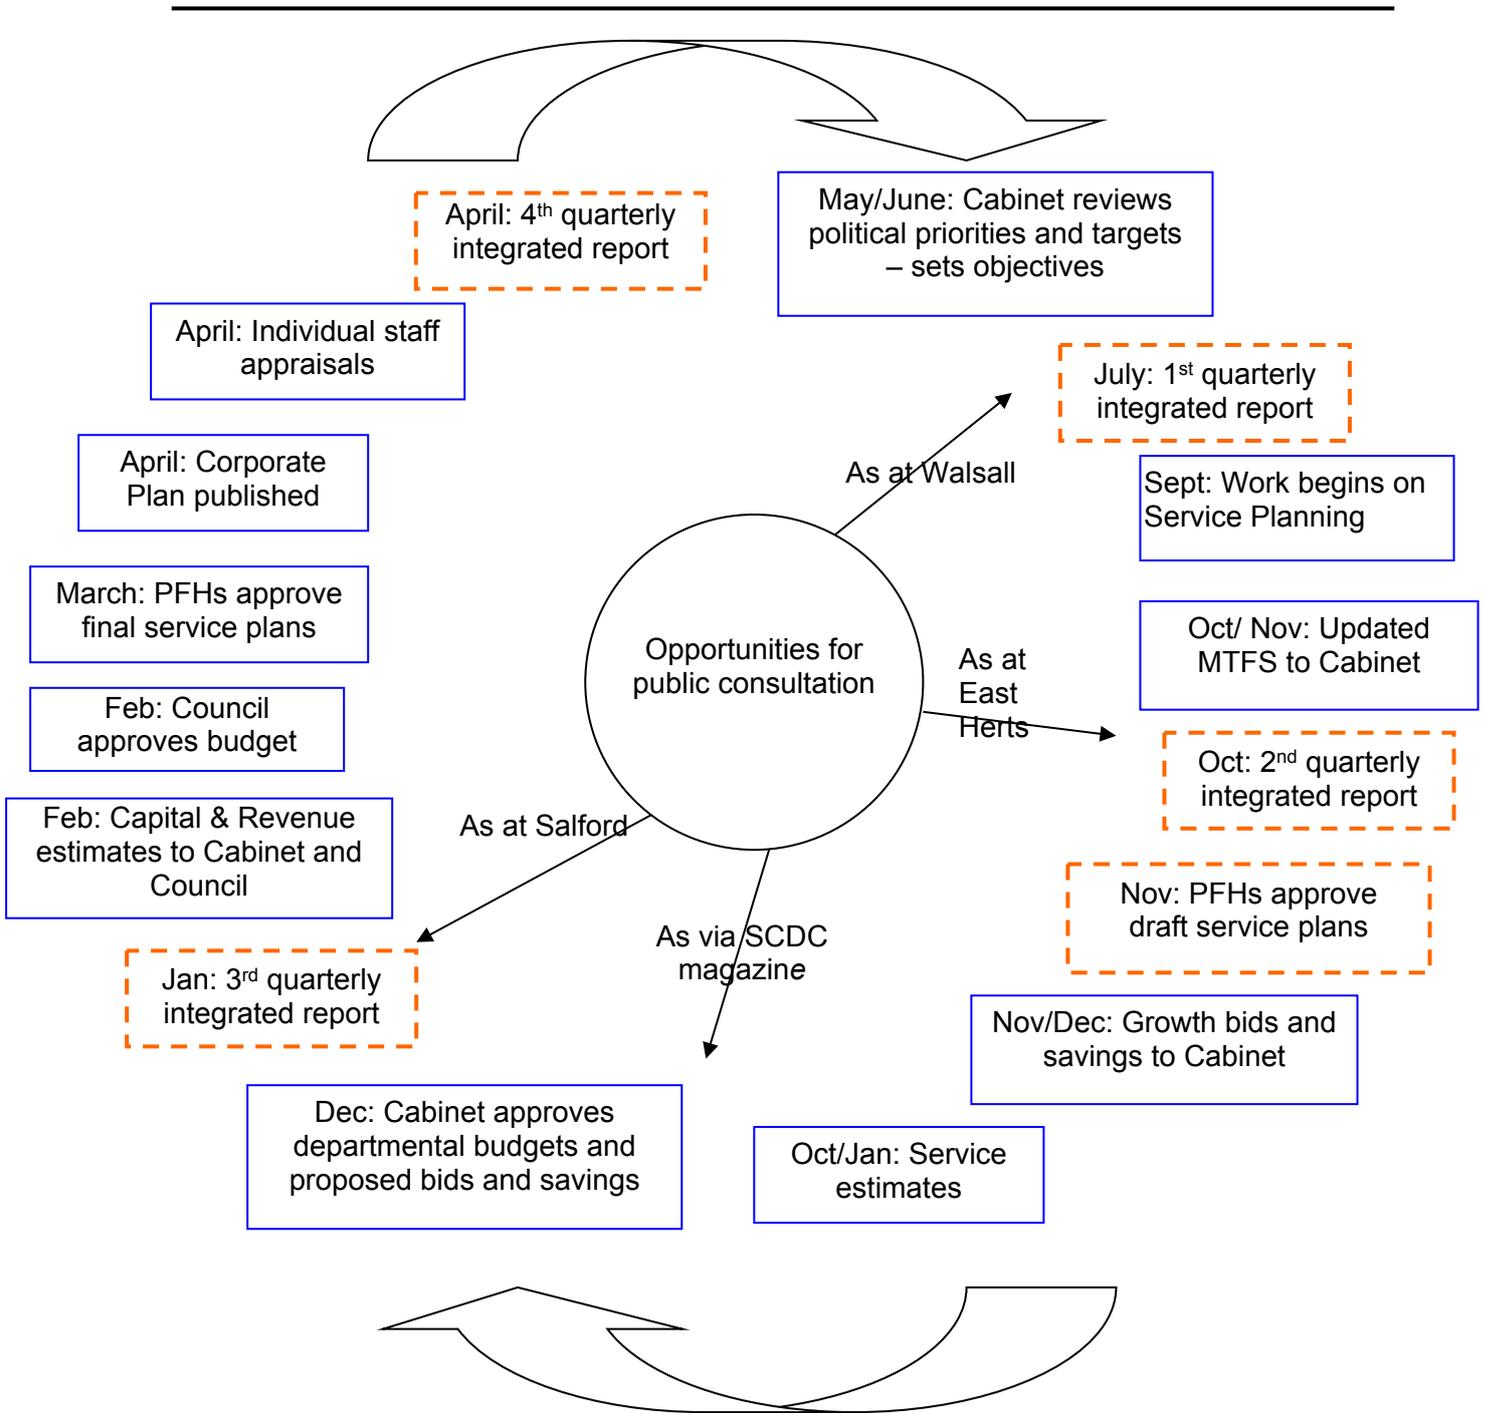 April: 4th quarterly
integrated report
May/June: Cabinet reviews
political priorities and targets
– sets objectives
April: Individual staff
appraisals
July: 1st quarterly
integrated report
April: Corporate
Plan published
As at Walsall
Sept: Work begins on
Service Planning
March: PFHs approve
final service plans
Opportunities for
public consultation
As at
East
Herts
Oct/ Nov: Updated
MTFS to Cabinet
Feb: Council
approves budget
Oct: 2nd quarterly
integrated report
Feb: Capital & Revenue
estimates to Cabinet and
Council
As at Salford
Nov: PFHs approve
draft service plans
As via SCDC
magazine
Jan: 3rd quarterly
integrated report
Nov/Dec: Growth bids and
savings to Cabinet
Dec: Cabinet approves
departmental budgets and
proposed bids and savings
Oct/Jan: Service
estimates